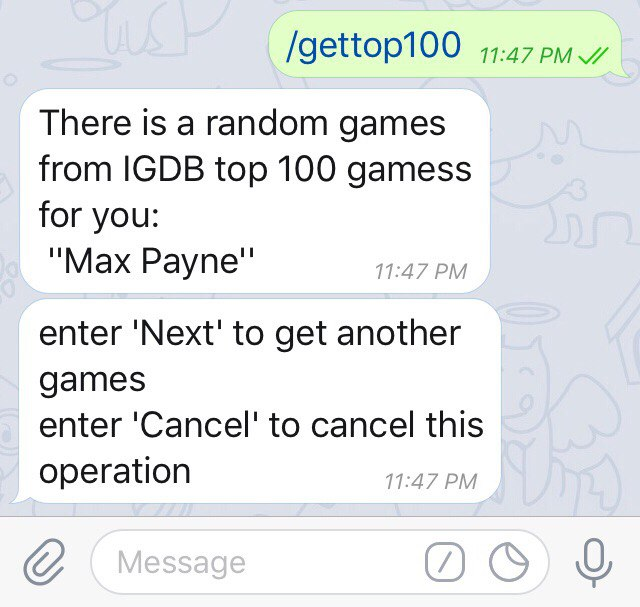 /gettop100 11:47 PM
There is a random games
from IGDB top 100 gamess
for you:
"Max Payne"
11:47 PM
enter 'Next' to get another
games
enter 'Cancel' to cancel this
operation
11:47 PM
Message